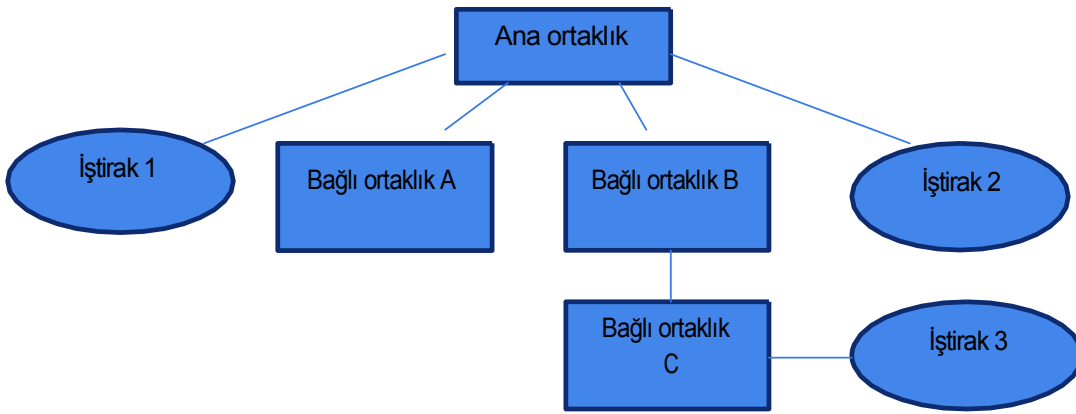 Ana ortaklık
İştirak 1
Bağlı ortaklık A
Bağlı ortaklık B
İştirak 2
Bağlı ortaklık
C
İştirak 3